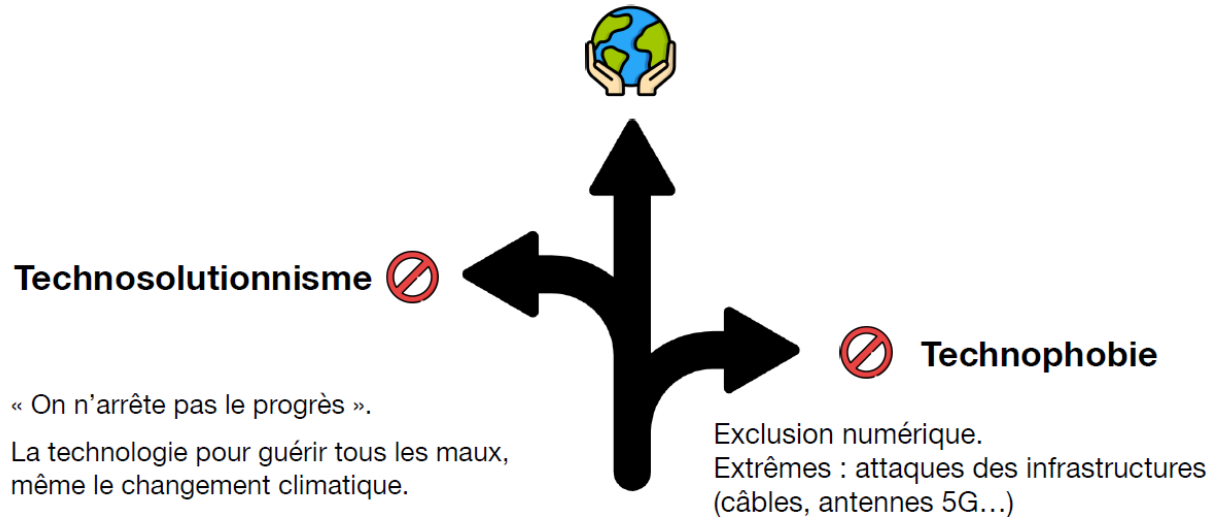 Technosolutionnisme
« On n’arrête pas le progrès ».
La technologie pour guérir tous les maux,
même le changement climatique.
Technophobie
Exclusion numérique.
Extrêmes : attaques des infrastructures
(câbles, antennes 5G…)